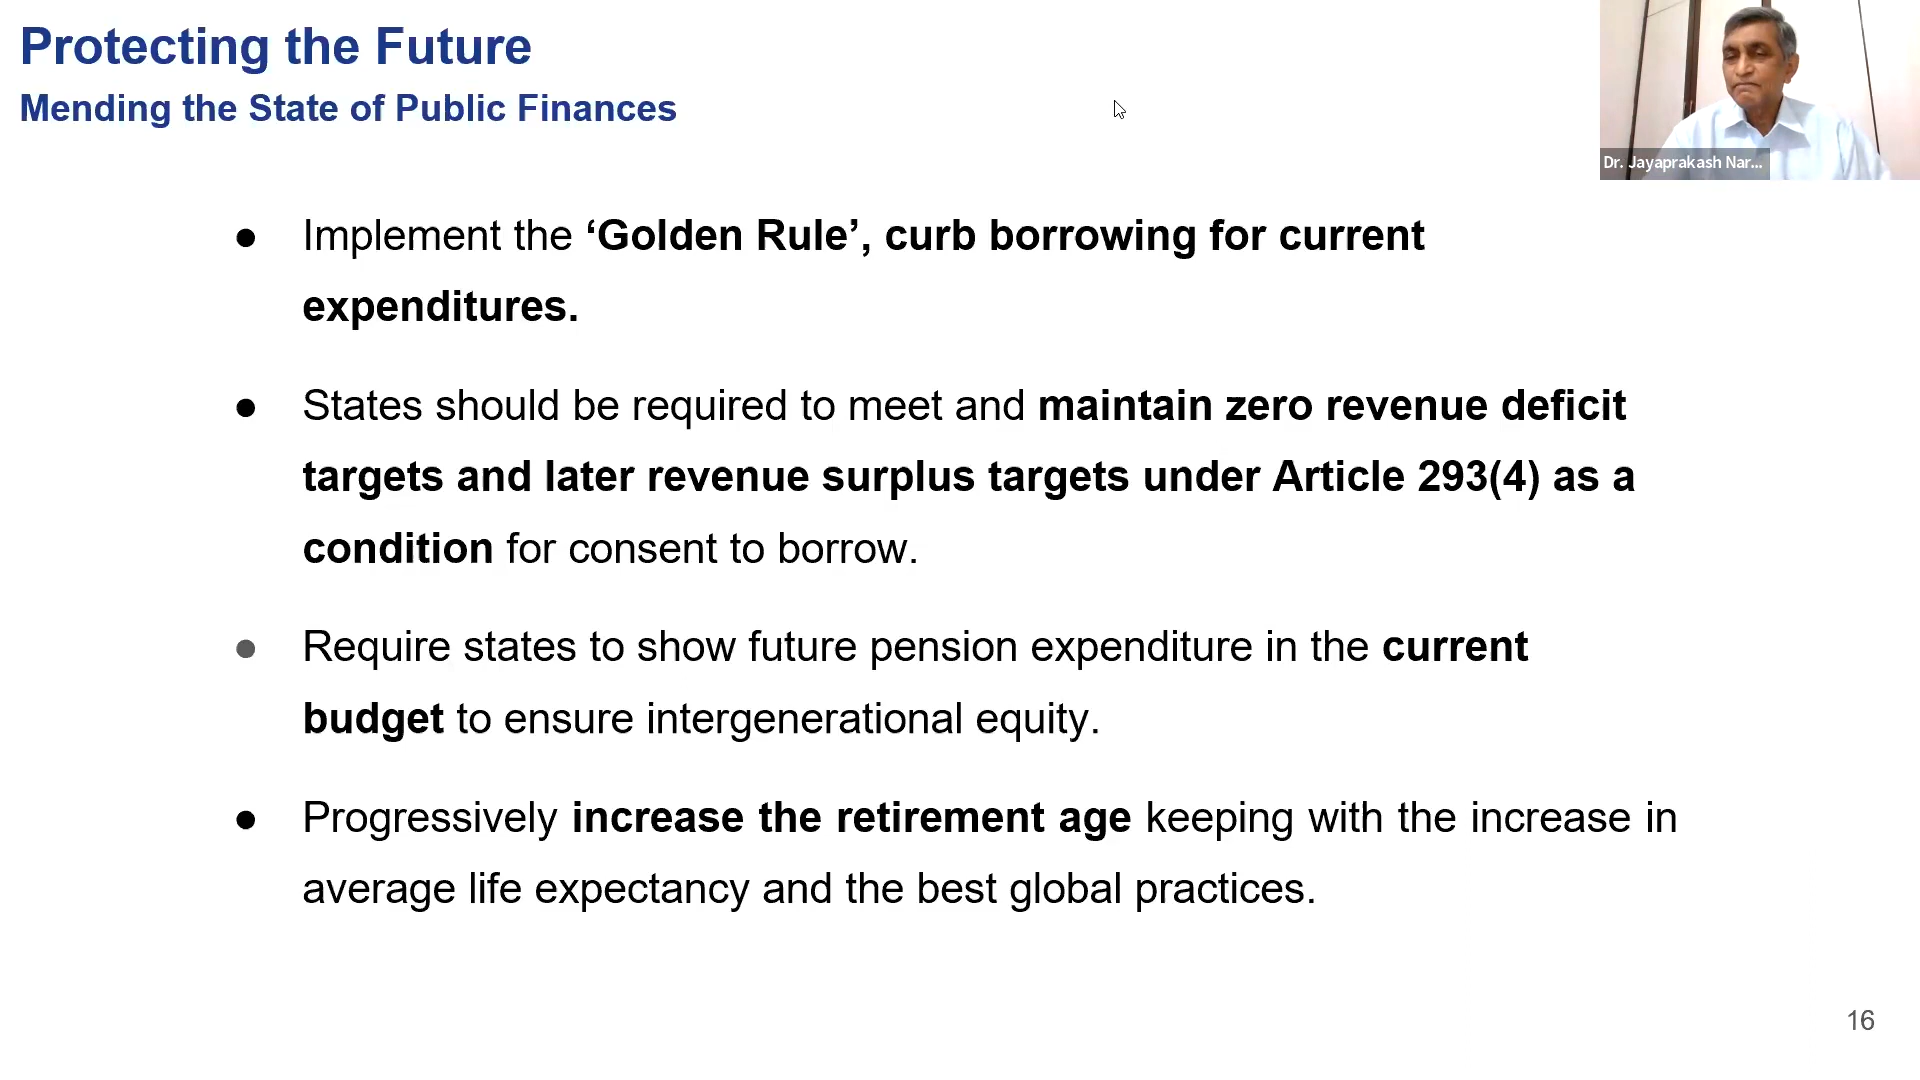 Protecting the Future
Mending the State of Public Finances
Dr. Jayaprakash Nar...
● Implement the ‘Golden Rule’, curb borrowing for current
expenditures.
● States should be required to meet and maintain zero revenue deficit
targets and later revenue surplus targets under Article 293(4) as a
condition for consent to borrow.
● Require states to show future pension expenditure in the current
budget to ensure intergenerational equity.
● Progressively increase the retirement age keeping with the increase in
average life expectancy and the best global practices.
16